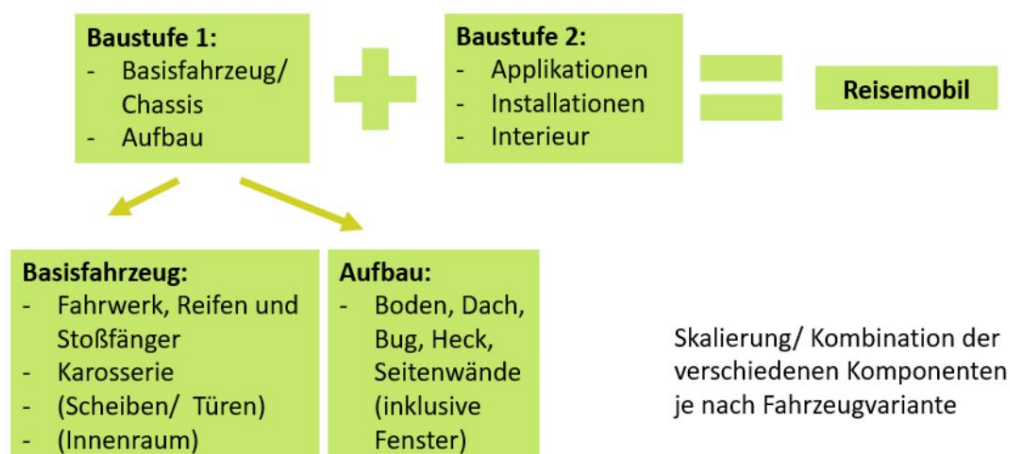 Baustufe 1:
- Basisfahrzeug/
Chassis
- Aufbau
Baustufe 2:
- Applikationen
- Installationen
- Interieur
Reisemobil
Basisfahrzeug:
- Fahrwerk, Reifen und
Stoßfänger
- Karosserie
- (Scheiben/ Türen)
- (Innenraum)
Aufbau:
- Boden, Dach,
Bug, Heck,
Seitenwände
(inklusive
Fenster)
Skalierung/ Kombination der
verschiedenen Komponenten
je nach Fahrzeugvariante